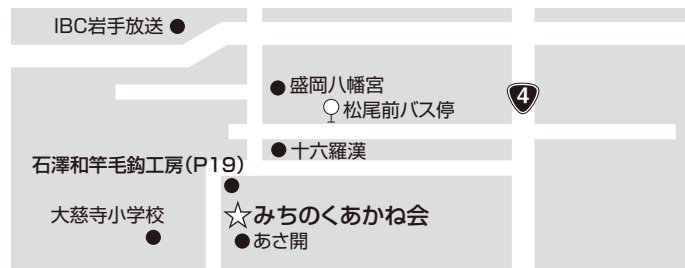 IBC岩手放送
盛岡八幡宮
松尾前バス停
4
十六羅漢
石澤和竿毛鈎工房(P19)
大慈寺小学校
みちのくあかね会
あさ開